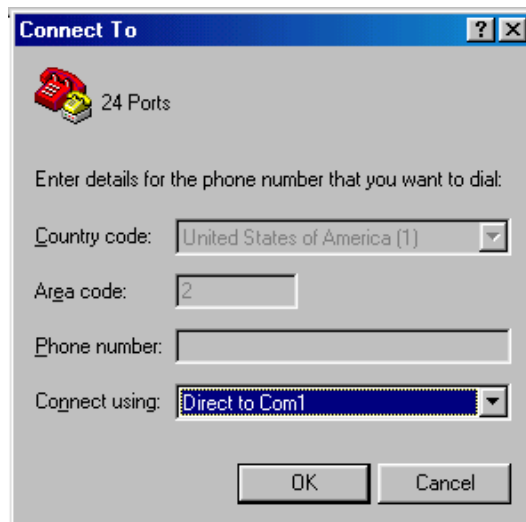 Connect To
24 Ports
Enter details for the phone number that you want to dial:
Country code: United States of America (1)
Area code: 2
Phone number:
Connect using: Direct to Com1
OK Cancel